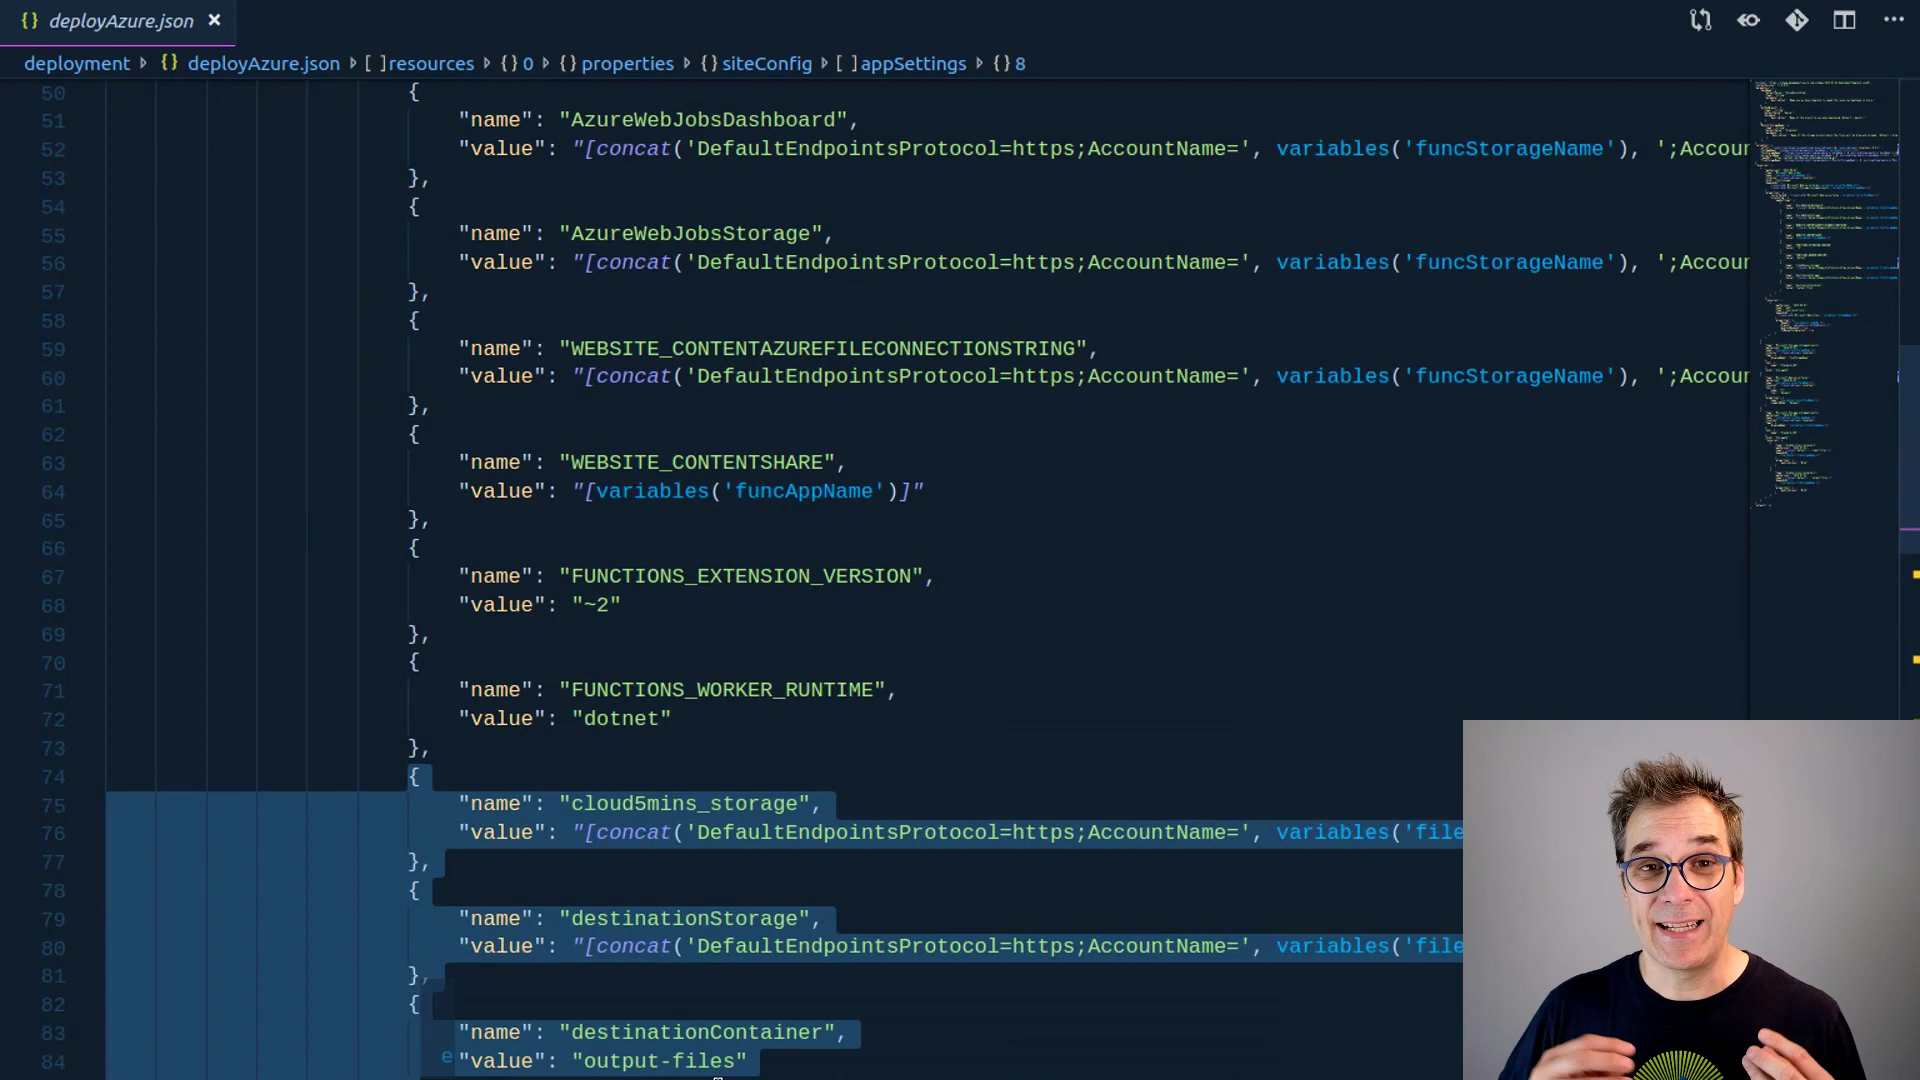 {} deployAzure.json ×
deployment > {} deployAzure.json > [ ]resources > {} 0 > {} properties > {} siteConfig > [ ]appSettings > {} 8
50 {
51 "name": "AzureWebJobsDashboard",
52 "value": "[concat('DefaultEndpointsProtocol=https;AccountName=', variables('funcStorageName'), ';Accoun
53 },
54 {
55 "name": "AzureWebJobsStorage",
56 "value": "[concat('DefaultEndpointsProtocol=https;AccountName=', variables('funcStorageName'), ';Accoun
57 },
58 {
59 "name": "WEBSITE_CONTENTAZUREFILECONNECTIONSTRING",
60 "value": "[concat('DefaultEndpointsProtocol=https;AccountName=', variables('funcStorageName'), ';Accoun
61 },
62 {
63 "name": "WEBSITE_CONTENTSHARE",
64 "value": "[variables('funcAppName')]"
65 },
66 {
67 "name": "FUNCTIONS_EXTENSION_VERSION",
68 "value": "~2"
69 },
70 {
71 "name": "FUNCTIONS_WORKER_RUNTIME",
72 "value": "dotnet"
73 },
74 {
75 "name": "cloud5mins_storage",
76 "value": "[concat('DefaultEndpointsProtocol=https;AccountName=', variables('file
77 },
78 {
79 "name": "destinationStorage",
80 "value": "[concat('DefaultEndpointsProtocol=https;AccountName=', variables('file
81 },
82 {
83 "name": "destinationContainer",
84 e "value": "output-files"